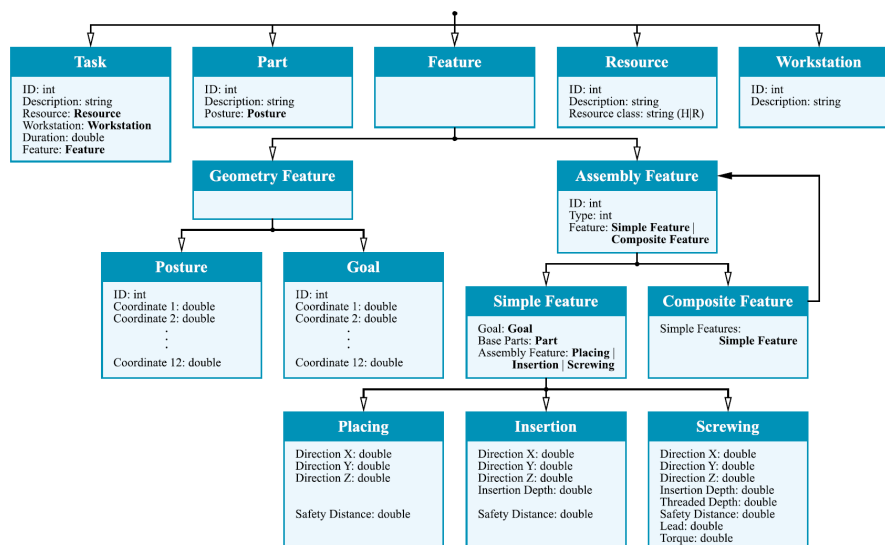 Task
ID: int
Description: string
Resource: Resource
Workstation: Workstation
Duration: double
Feature: Feature
Part
ID: int
Description: string
Posture: Posture
Feature
Resource
ID: int
Description: string
Resource class: string (H|R)
Workstation
ID: int
Description: string
Geometry Feature
Assembly Feature
ID: int
Type: int
Feature: Simple Feature |
Composite Feature
Posture
ID: int
Coordinate 1: double
Coordinate 2: double
.
.
.
Coordinate 12: double
Goal
ID: int
Coordinate 1: double
Coordinate 2: double
.
.
.
Coordinate 12: double
Simple Feature
Goal: Goal
Base Parts: Part
Assembly Feature: Placing |
Insertion | Screwing
Composite Feature
Simple Features:
Simple Feature
Placing
Direction X: double
Direction Y: double
Direction Z: double
Safety Distance: double
Insertion
Direction X: double
Direction Y: double
Direction Z: double
Insertion Depth: double
Safety Distance: double
Screwing
Direction X: double
Direction Y: double
Direction Z: double
Insertion Depth: double
Threaded Depth: double
Safety Distance: double
Lead: double
Torque: double